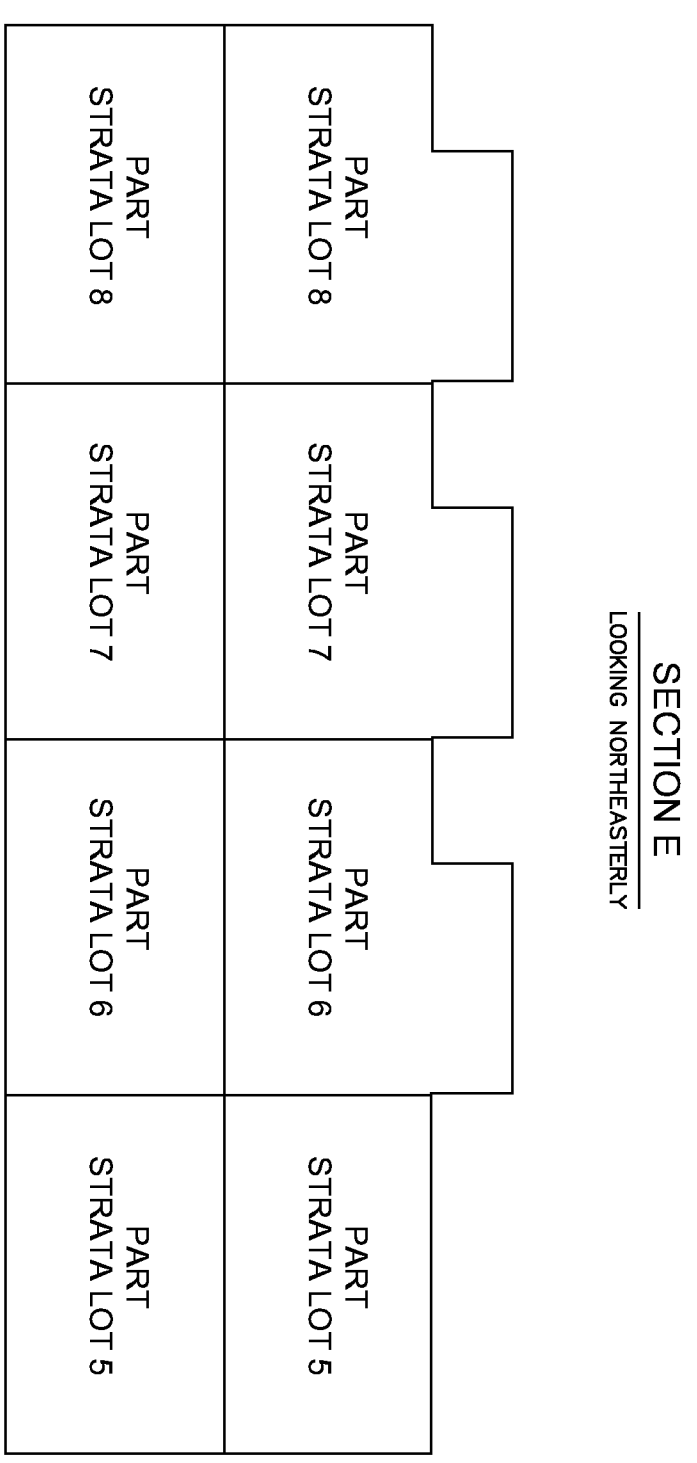 SECTION E
LOOKING NORTHEASTERLY
PART
STRATA LOT 8
PART
STRATA LOT 7
PART
STRATA LOT 6
PART
STRATA LOT 5
PART
STRATA LOT 8
PART
STRATA LOT 7
PART
STRATA LOT 6
PART
STRATA LOT 5